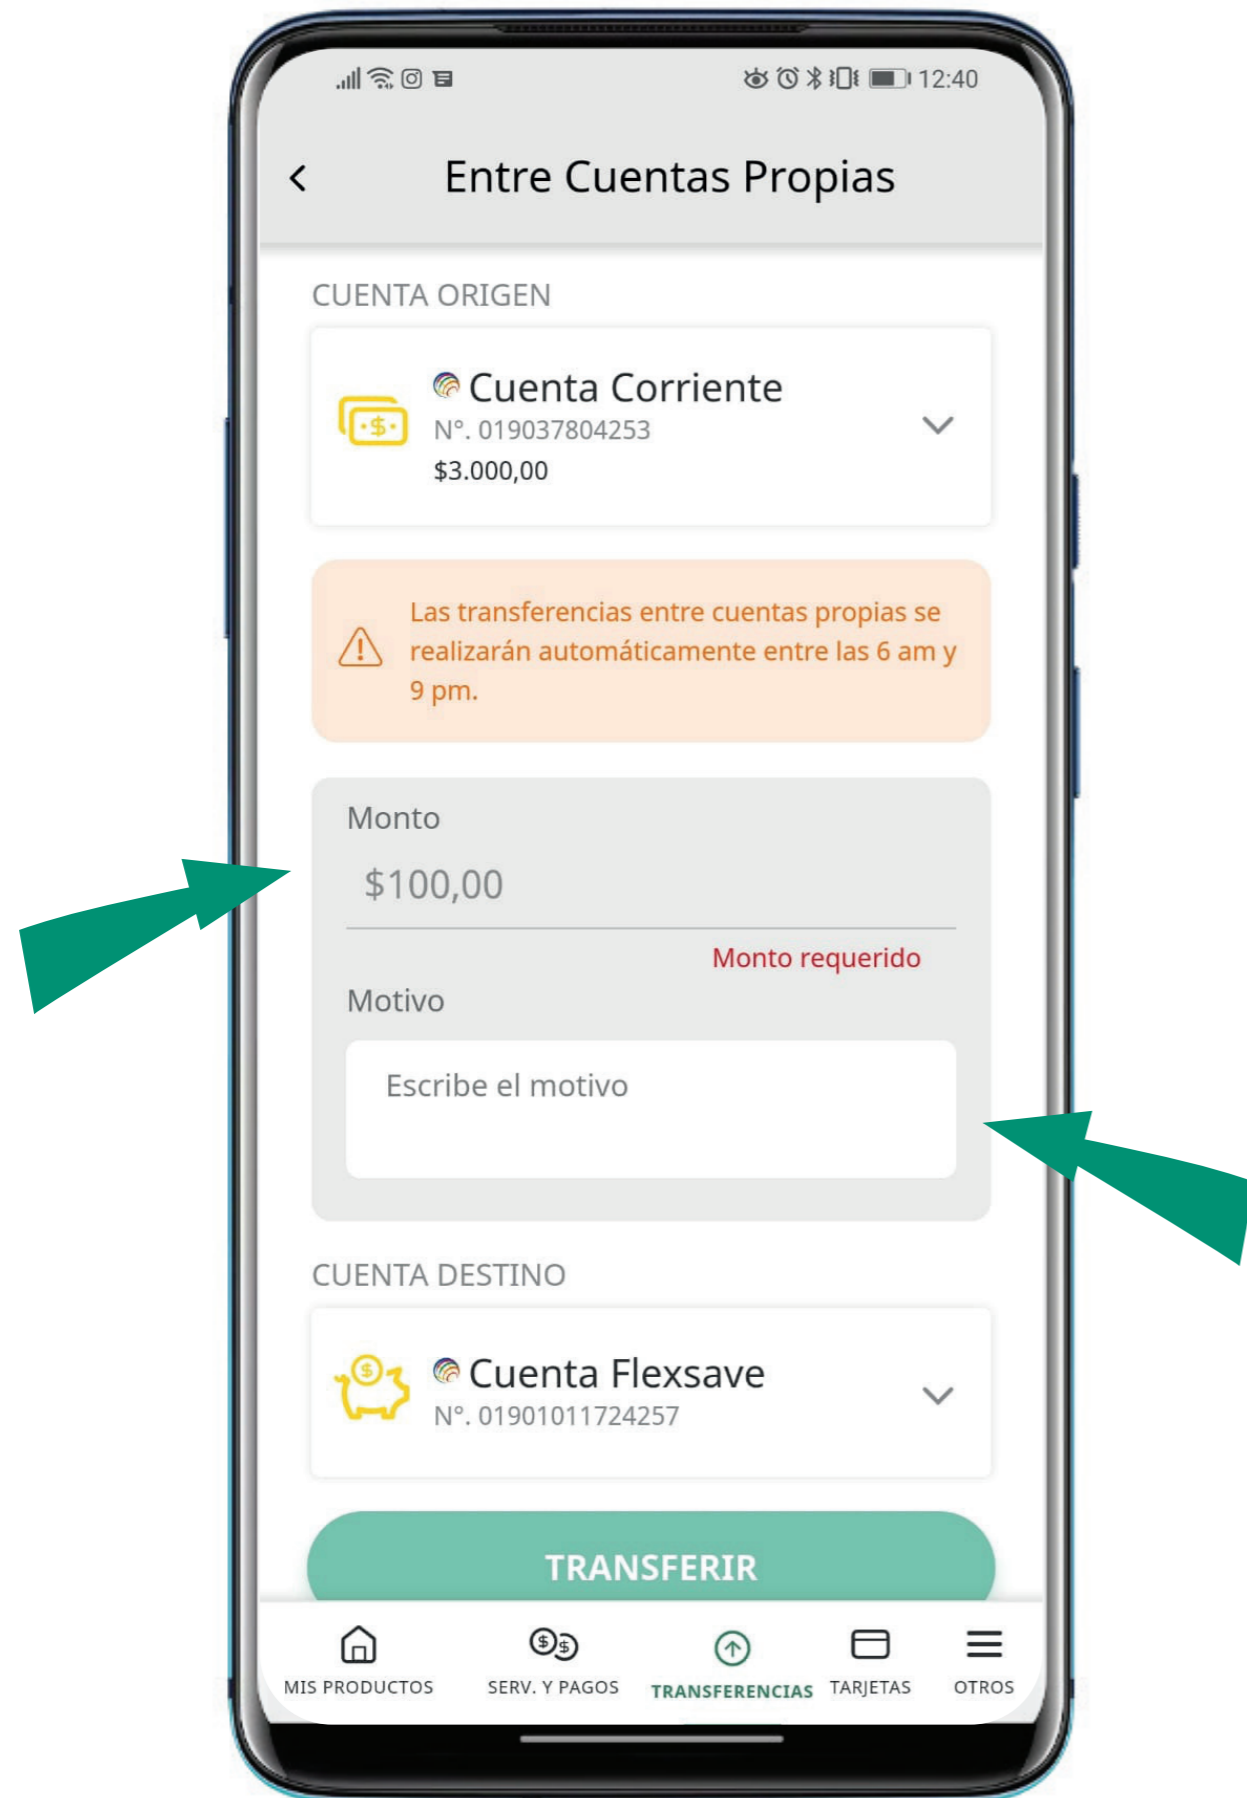 12:40
Entre Cuentas Propias
CUENTA ORIGEN
Cuenta Corriente
N°. 019037804253
$3.000,00
Las transferencias entre cuentas propias se
realizarán automáticamente entre las 6 am y
9 pm.
Monto
$100,00
Monto requerido
Motivo
Escribe el motivo
CUENTA DESTINO
Cuenta Flexsave
N°. 01901011724257
TRANSFERIR
MIS PRODUCTOS
SERV. Y PAGOS
TRANSFERENCIAS
TARJETAS
OTROS